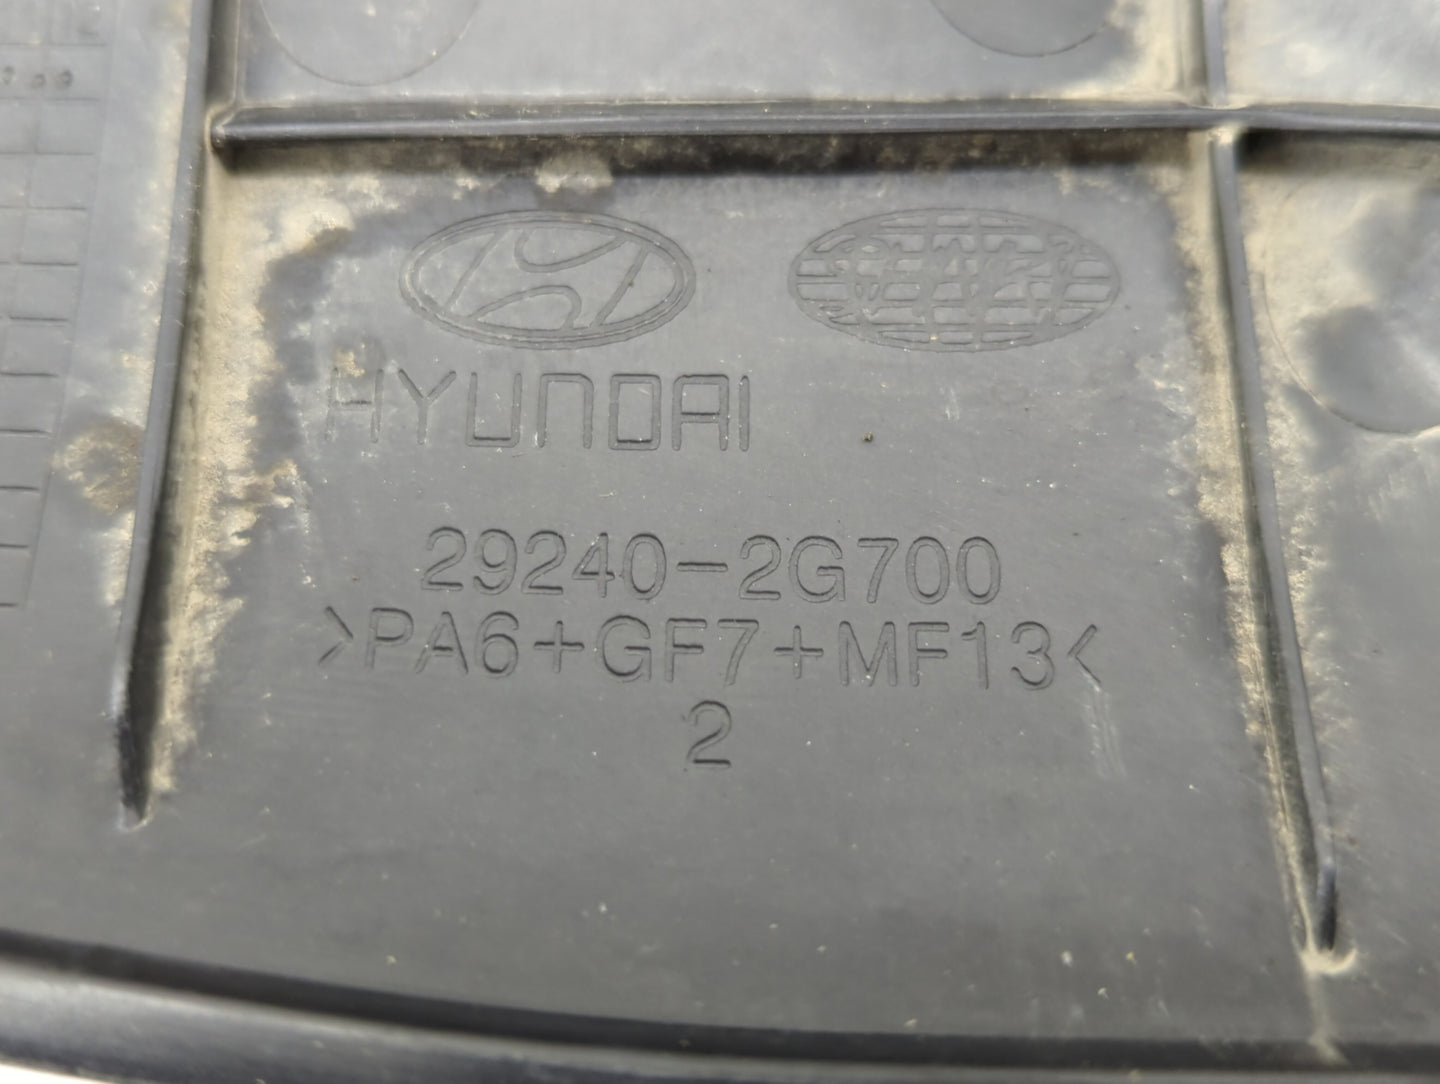 HYUNDAI
29240-2G700
>PA6+GF7+MF13<
2